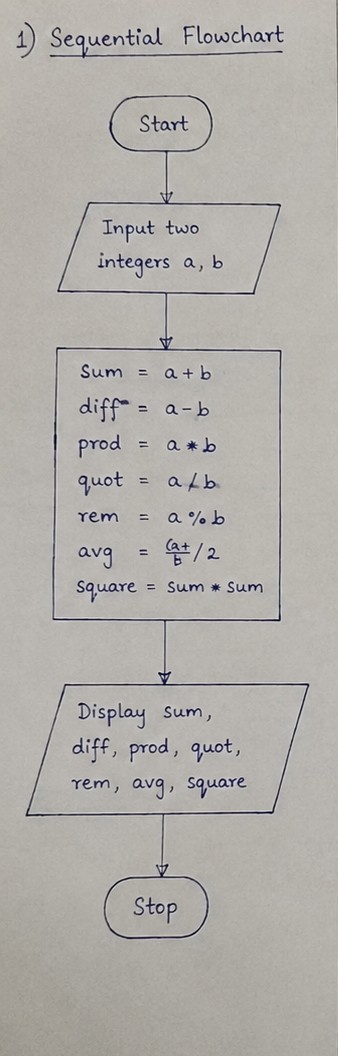 1) Sequential Flowchart
Start
Input two
integers a, b
Sum = a + b
diff = a - b
prod = a * b
quot = a / b
rem = a % b
avg = (a+
b / 2
square = sum * sum
Display sum,
diff, prod, quot,
rem, avg, square
Stop